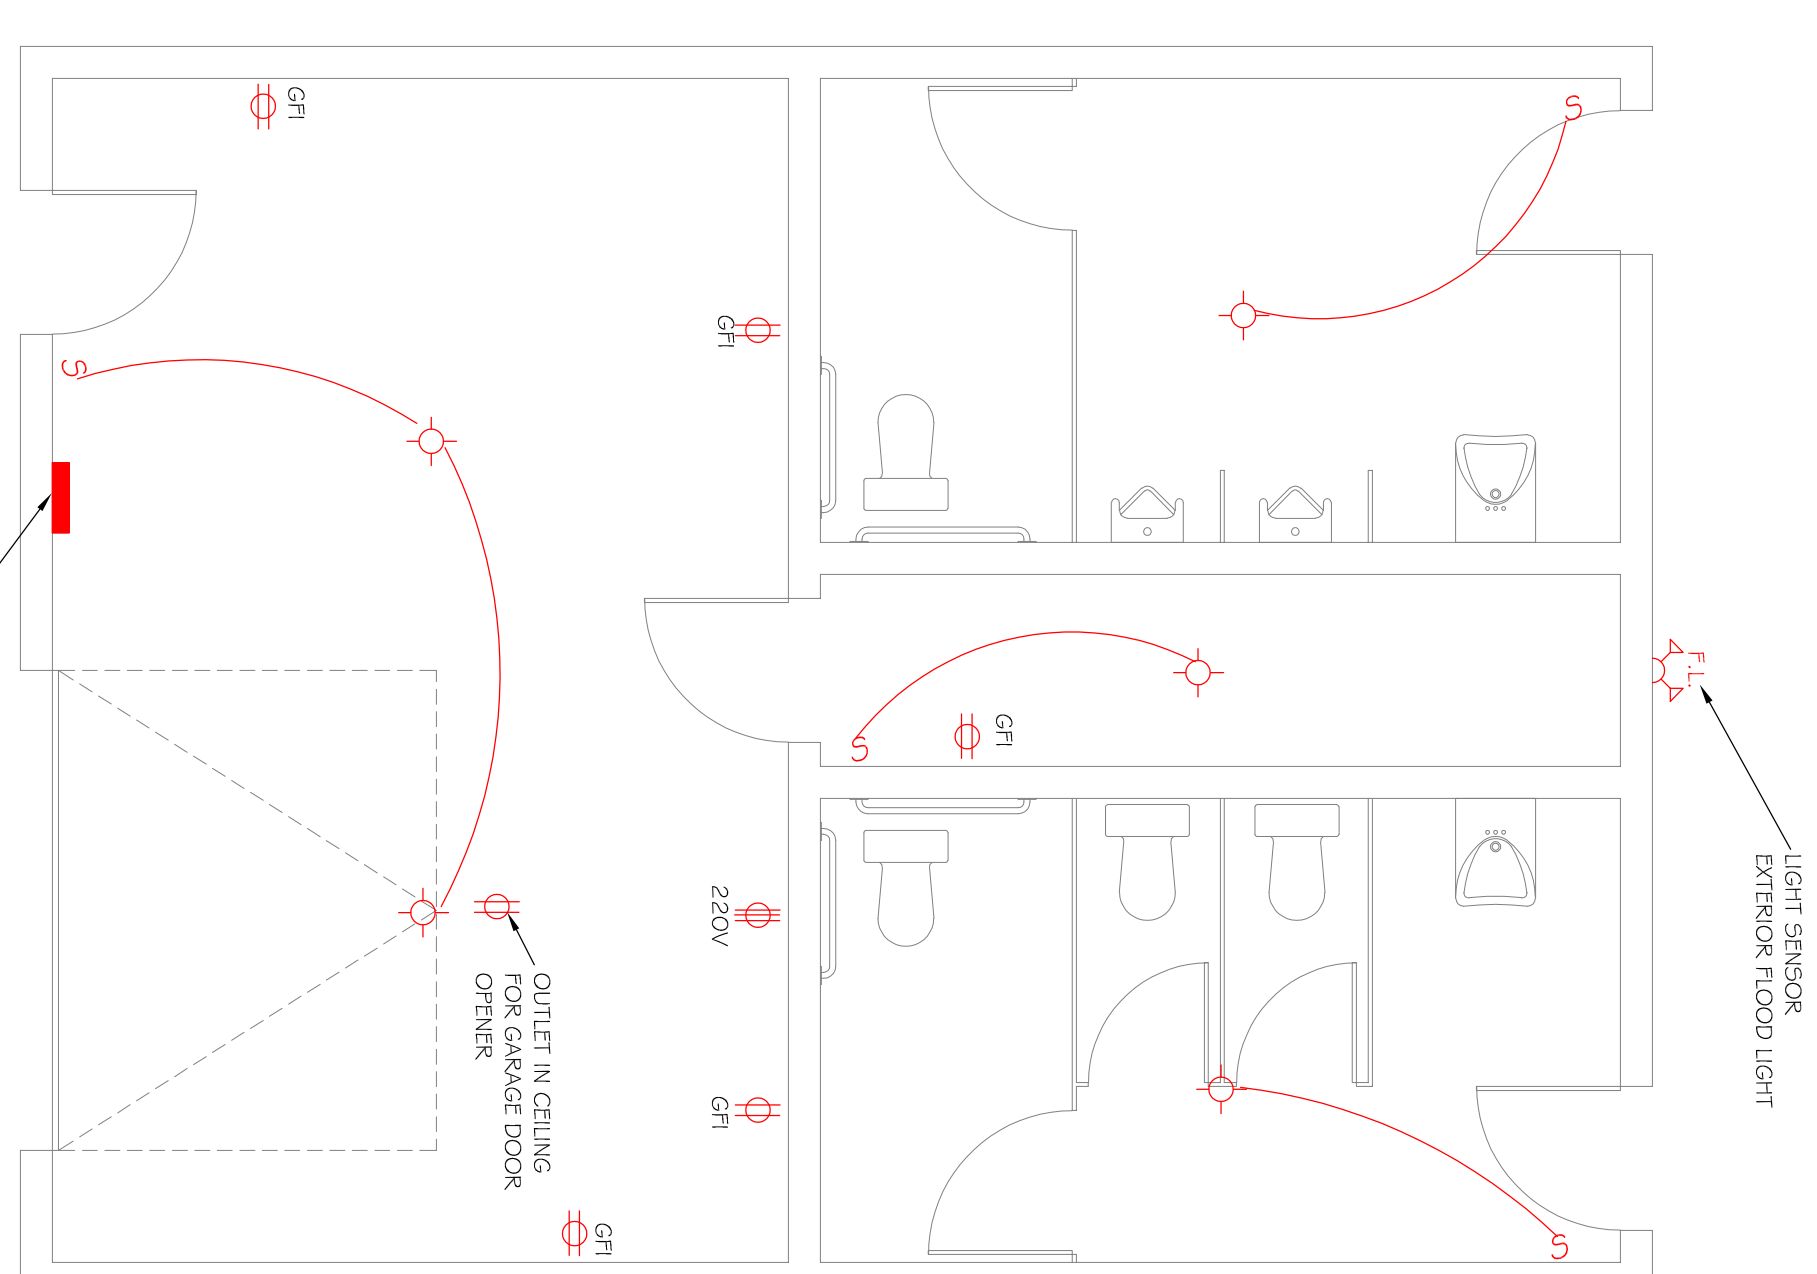 LIGHT SENSOR
EXTERIOR FLOOD LIGHT
F.L.
S
GFI
GFI
S
S
GFI
220V
OUTLET IN CEILING
FOR GARAGE DOOR
OPENER
GFI
GFI
S